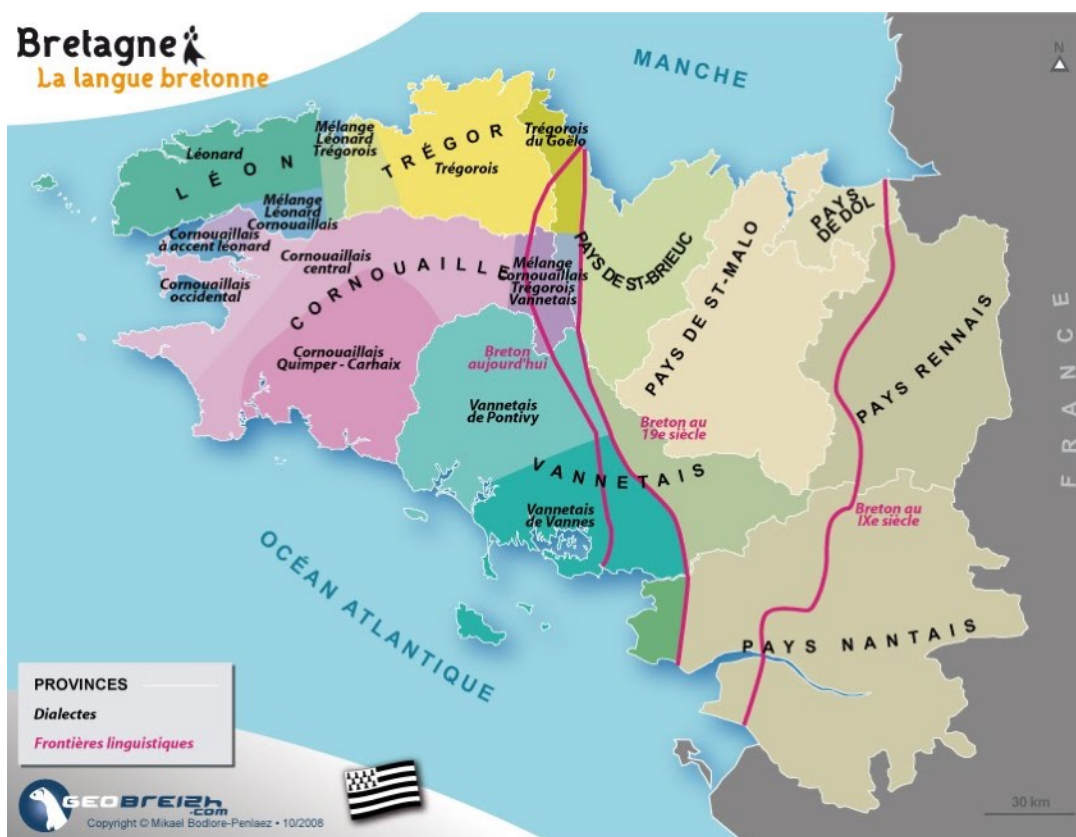 Bretagne
La langue bretonne
MANCHE
N
Léonard
LÉON
Mélange
Léonard
Trégorois
TRÉGOR
Trégorois
Trégorois
du Goëlo
Mélange
Léonard
Cornouaillais
Cornouaillais
à accent léonard
Cornouaillais
occidental
Cornouaillais
central
CORNOUAILLE
Mélange
Cornouaillais
Trégorois
Vannetais
PAYS DE ST-BRIEUC
PAYS DE ST-MALO
PAYS
DE DOL
PAYS RENNAIS
FRANCE
Cornouaillais
Quimper - Carhaix
Breton
aujourd'hui
Vannetais
de Pontivy
Breton au
19e siècle
VANNETAIS
Vannetais
de Vannes
Breton au
IXe siècle
OCÉAN ATLANTIQUE
PAYS NANTAIS
PROVINCES
Dialectes
Frontières linguistiques
GEOBREIZH
.COM
Copyright © Mikael Bodlore-Penlaez • 10/2008
30 km